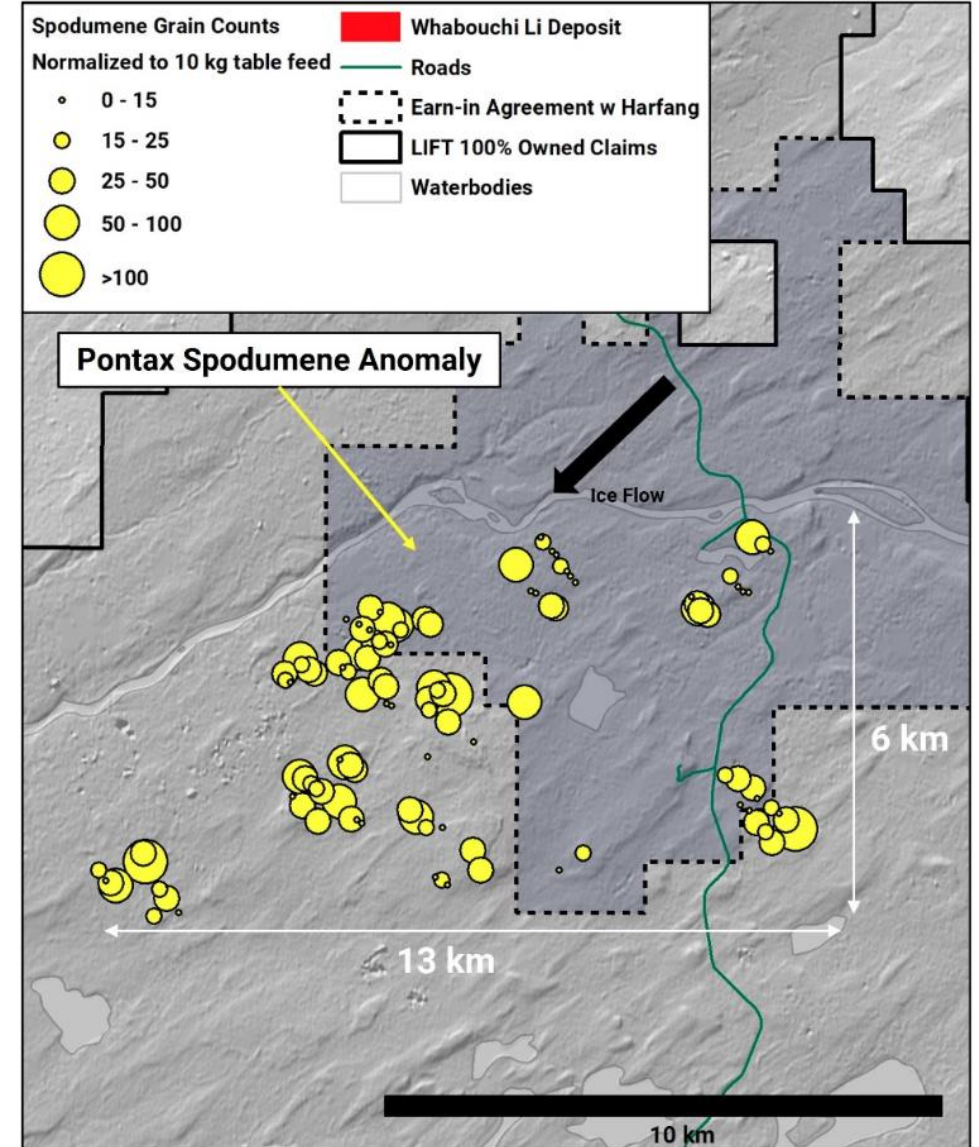 Spodumene Grain Counts
Normalized to 10 kg table feed
0 - 15
15 - 25
25 - 50
50 - 100
>100
Whabouchi Li Deposit
Roads
Earn-in Agreement w Harfang
LIFT 100% Owned Claims
Waterbodies
Pontax Spodumene Anomaly
Ice Flow
6 km
13 km
10 km